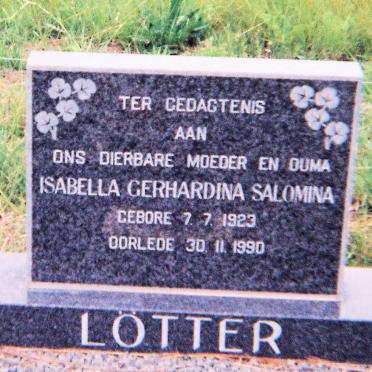 TER GEDAGTENIS
AAN
ONS DIERBARE MOEDER EN OUMA
ISABELLA GERHARDINA SALOMINA
GEBORE 7. 7. 1923
OORLEDE 30. 11. 1990
LÖTTER